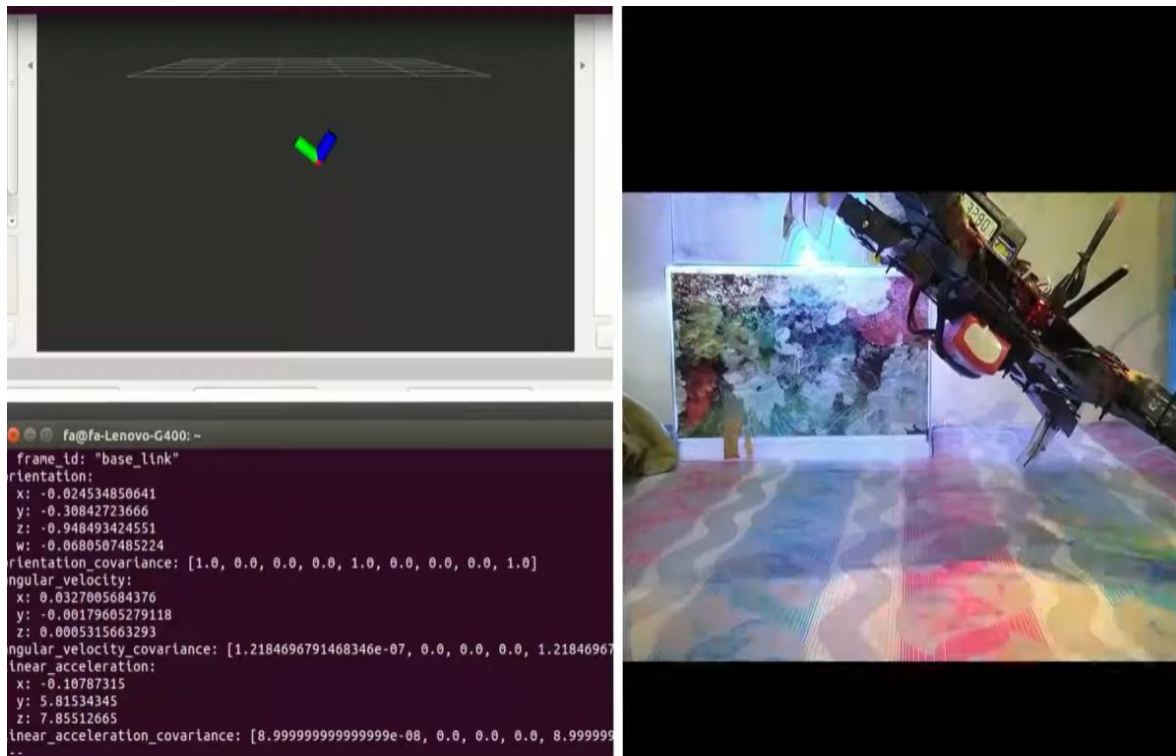 fa@fa-Lenovo-G400: ~
frame_id: "base_link"
rientation:
x: -0.024534850641
y: -0.30842723666
z: -0.948493424551
w: -0.0680507485224
rientation_covariance: [1.0, 0.0, 0.0, 0.0, 1.0, 0.0, 0.0, 0.0, 1.0]
ngular_velocity:
x: 0.0327005684376
y: -0.00179605279118
z: 0.0005315663293
ngular_velocity_covariance: [1.2184696791468346e-07, 0.0, 0.0, 0.0, 1.21846967
inear_acceleration:
x: -0.10787315
y: 5.81534345
z: 7.85512665
inear_acceleration_covariance: [8.999999999999999e-08, 0.0, 0.0, 0.0, 8.999999
--
3280